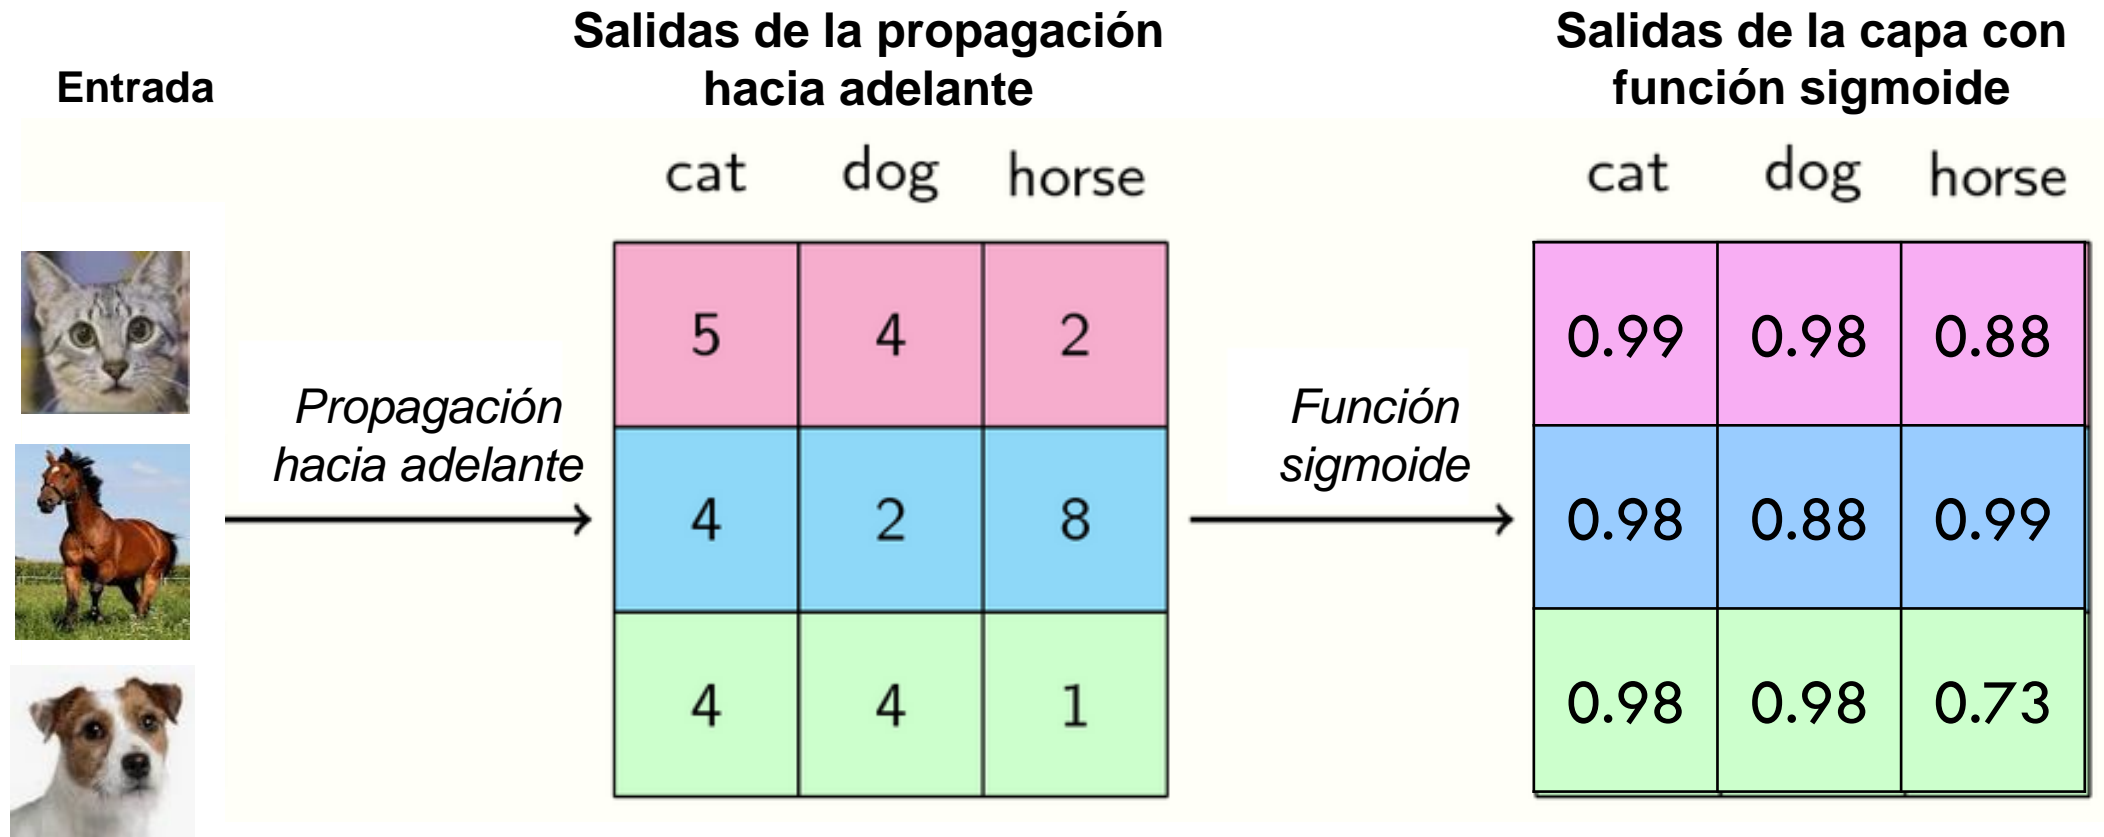 Entrada
Salidas de la propagación
hacia adelante
Salidas de la capa con
función sigmoide
cat dog horse
cat dog horse
5 4 2
0.99 0.98 0.88
Propagación
hacia adelante
Función
sigmoide
4 2 8
0.98 0.88 0.99
4 4 1
0.98 0.98 0.73